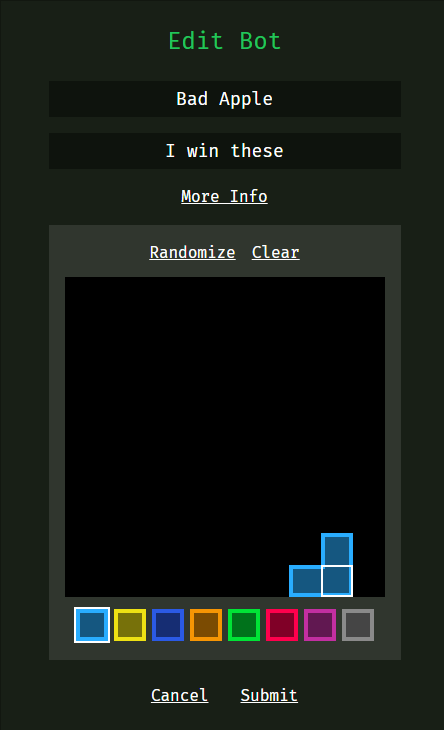 Edit Bot
Bad Apple
I win these
More Info
Randomize Clear
Cancel Submit